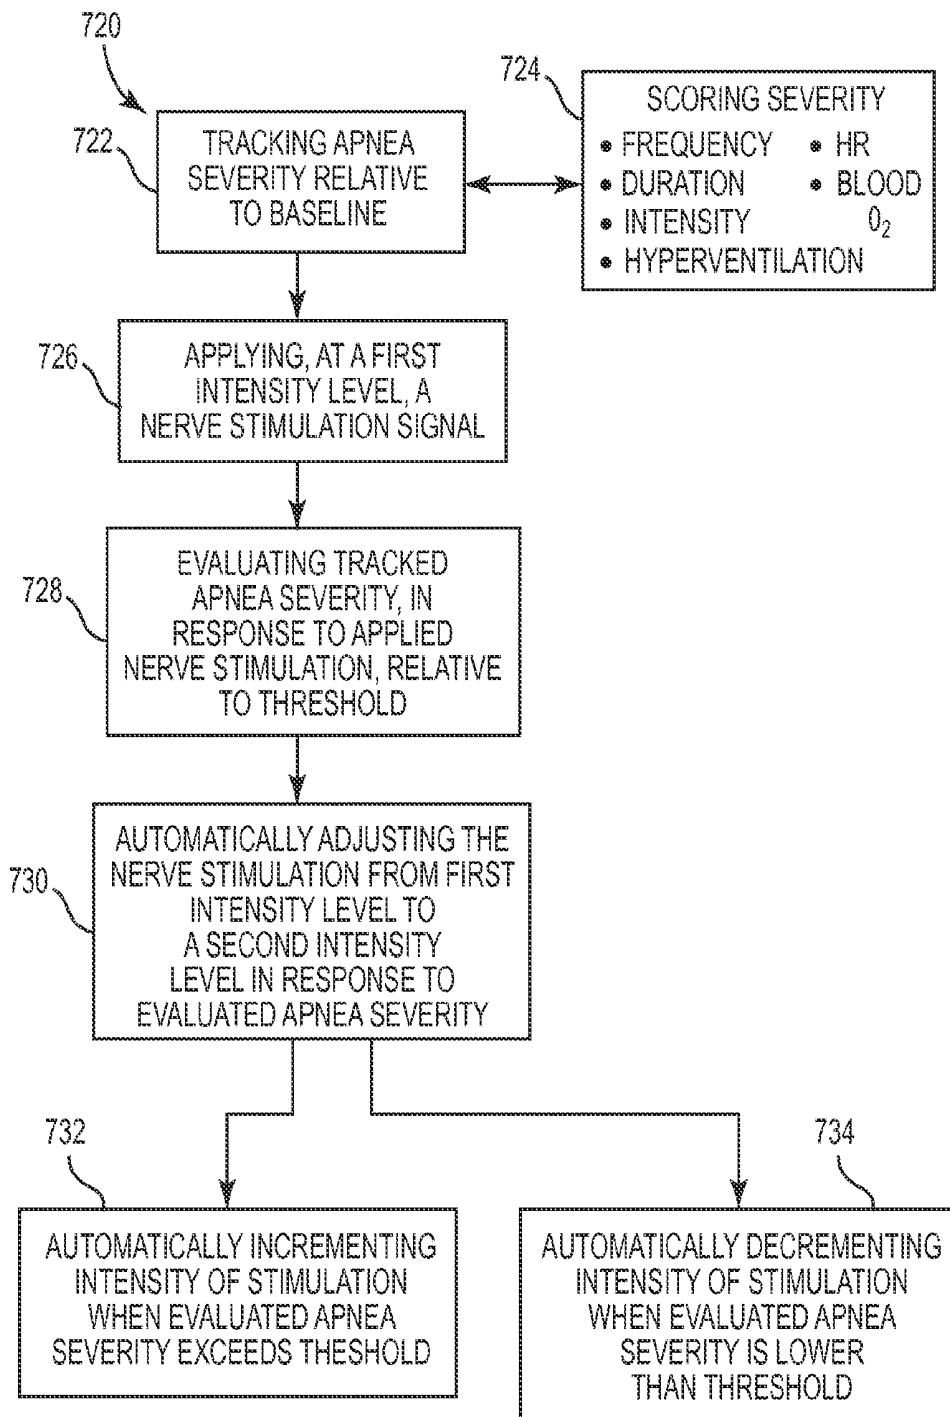 720
722
TRACKING APNEA
SEVERITY RELATIVE
TO BASELINE
724
SCORING SEVERITY
• FREQUENCY • HR
• DURATION • BLOOD
• INTENSITY O2
• HYPERVENTILATION
726
APPLYING, AT A FIRST
INTENSITY LEVEL, A
NERVE STIMULATION SIGNAL
728
EVALUATING TRACKED
APNEA SEVERITY, IN
RESPONSE TO APPLIED
NERVE STIMULATION, RELATIVE
TO THRESHOLD
730
AUTOMATICALLY ADJUSTING THE
NERVE STIMULATION FROM FIRST
INTENSITY LEVEL TO
A SECOND INTENSITY
LEVEL IN RESPONSE TO
EVALUATED APNEA SEVERITY
732
AUTOMATICALLY INCREMENTING
INTENSITY OF STIMULATION
WHEN EVALUATED APNEA
SEVERITY EXCEEDS THESHOLD
734
AUTOMATICALLY DECREMENTING
INTENSITY OF STIMULATION
WHEN EVALUATED APNEA
SEVERITY IS LOWER
THAN THRESHOLD